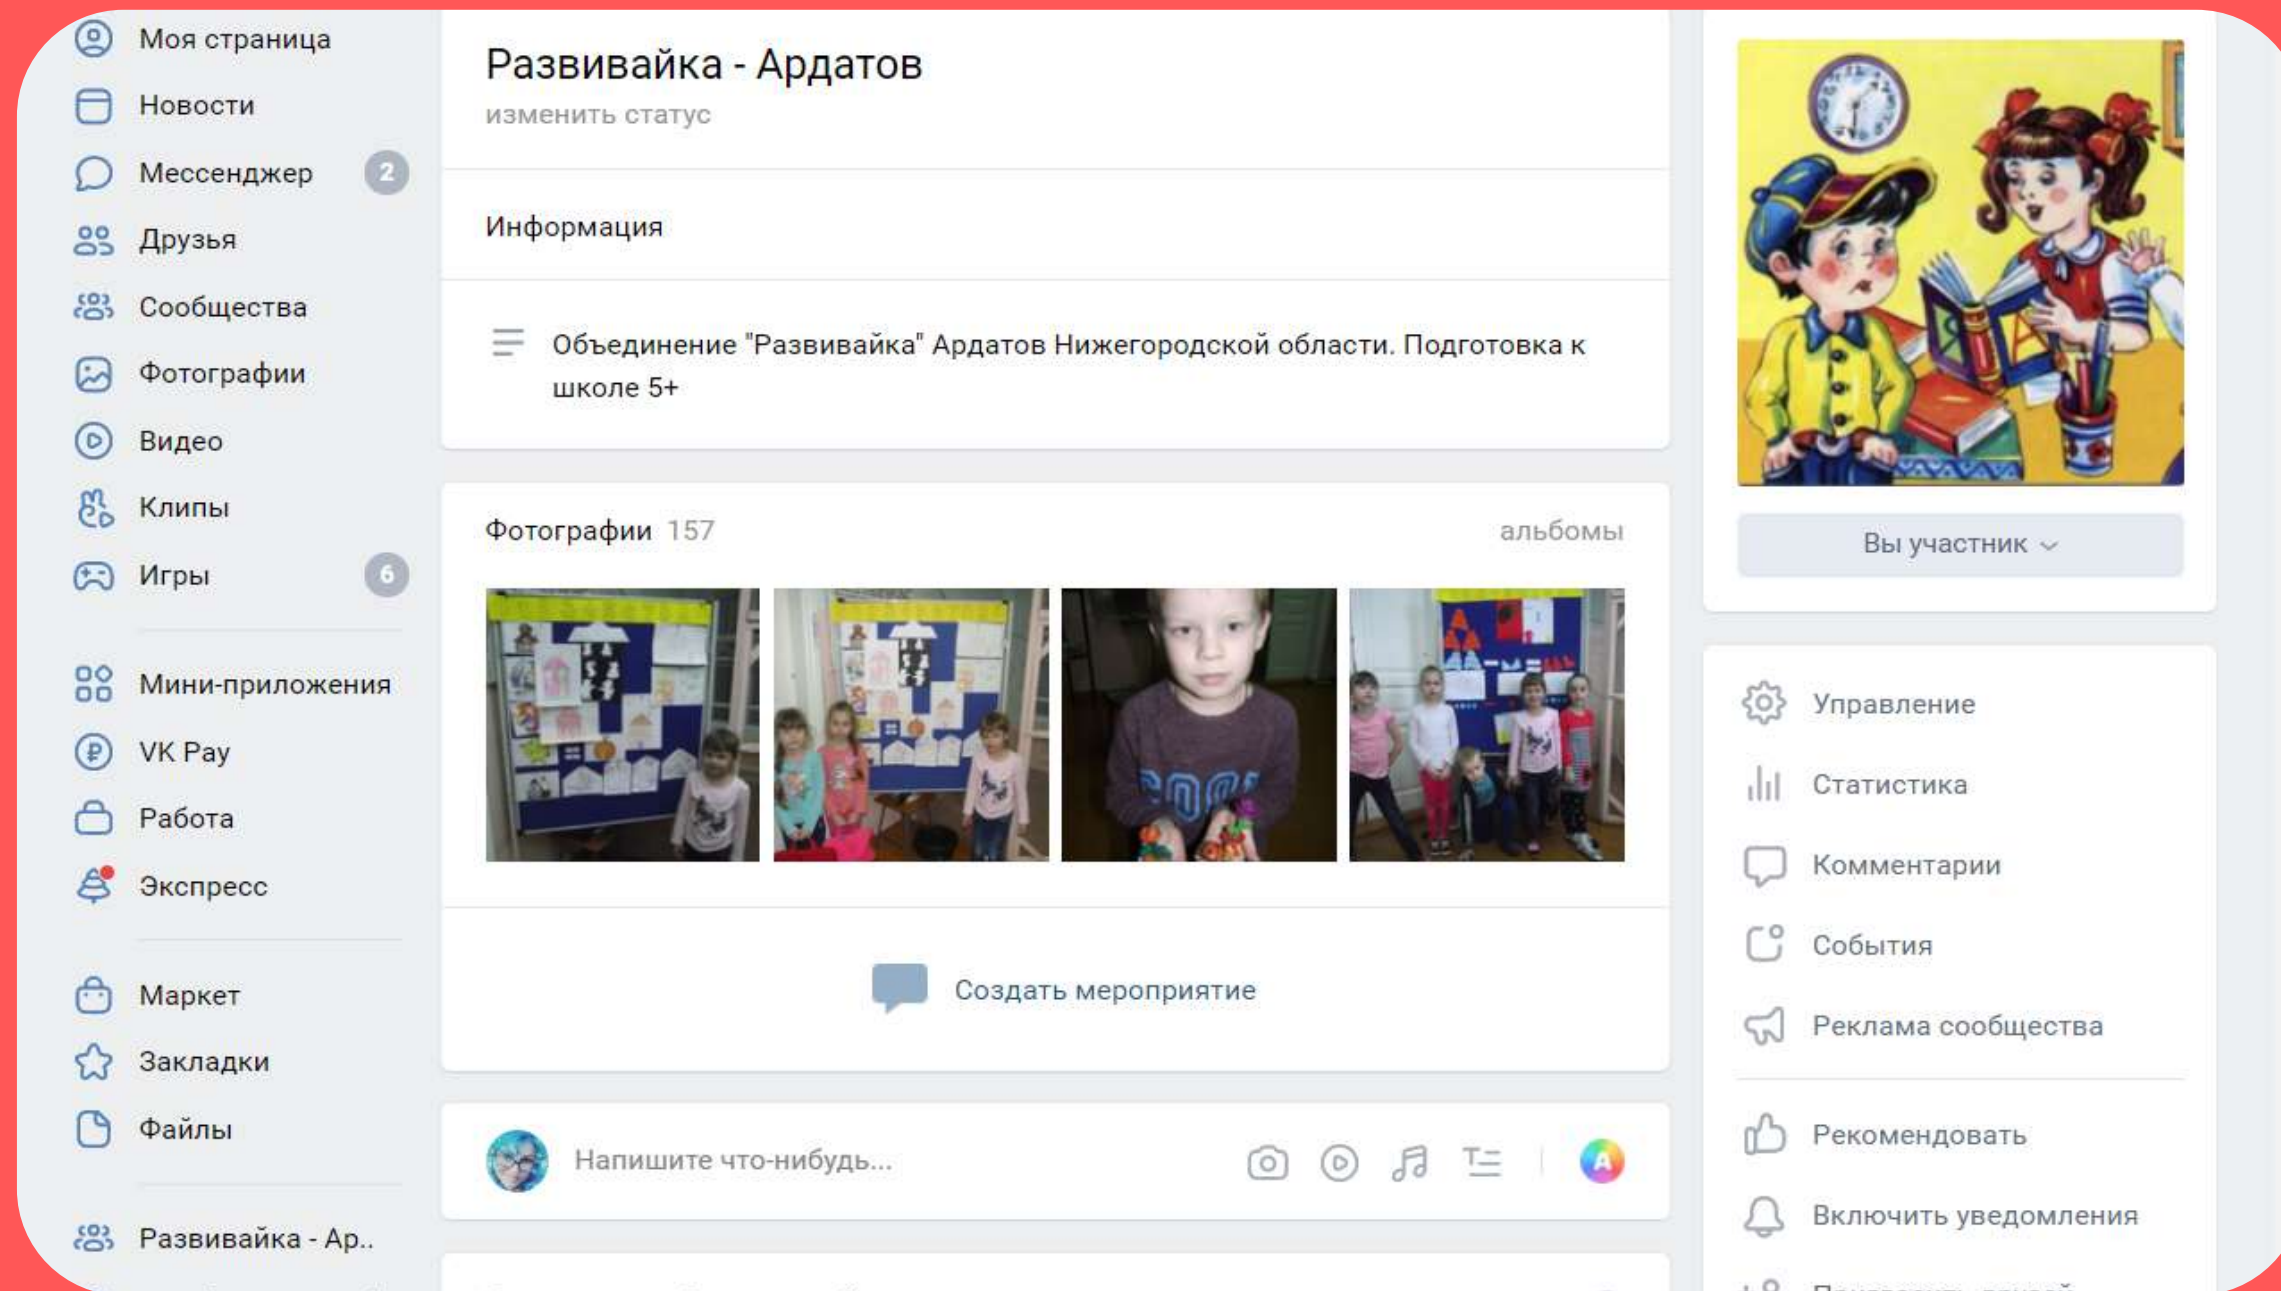 Моя страница
Новости
Мессенджер 2
Друзья
Сообщества
Фотографии
Видео
Клипы
Игры 6
Мини-приложения
VK Pay
Работа
Экспресс
Маркет
Закладки
Файлы
Развивайка - Ар..
Развивайка - Ардатов
изменить статус
Информация
Объединение "Развивайка" Ардатов Нижегородской области. Подготовка к
школе 5+
Фотографии 157 альбомы
Создать мероприятие
Напишите что-нибудь...
Вы участник
Управление
Статистика
Комментарии
События
Реклама сообщества
Рекомендовать
Включить уведомления